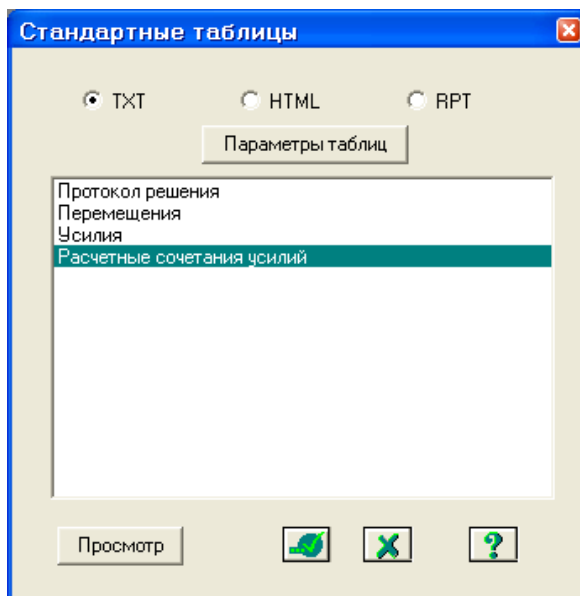 Стандартные таблицы
TXT HTML RPT
Параметры таблиц
Протокол решения
Перемещения
Усилия
Расчетные сочетания усилий
Просмотр
?